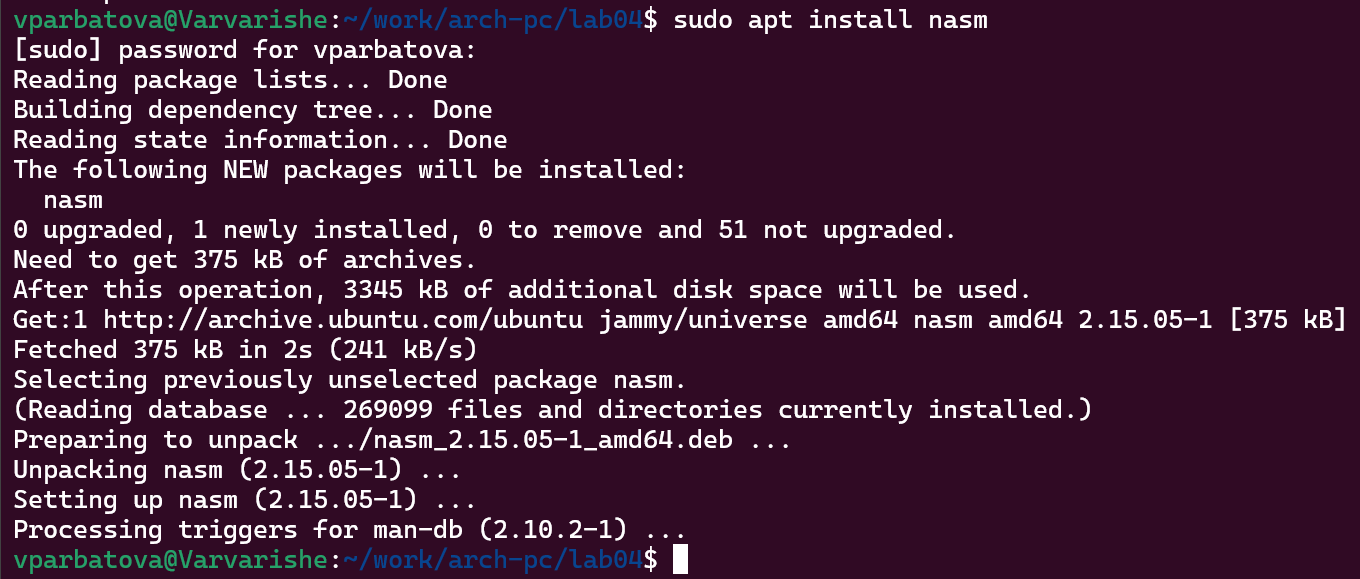 vparbatova@Varvarishe:~/work/arch-pc/lab04$ sudo apt install nasm
[sudo] password for vparbatova:
Reading package lists... Done
Building dependency tree... Done
Reading state information... Done
The following NEW packages will be installed:
  nasm
0 upgraded, 1 newly installed, 0 to remove and 51 not upgraded.
Need to get 375 kB of archives.
After this operation, 3345 kB of additional disk space will be used.
Get:1 http://archive.ubuntu.com/ubuntu jammy/universe amd64 nasm amd64 2.15.05-1 [375 kB]
Fetched 375 kB in 2s (241 kB/s)
Selecting previously unselected package nasm.
(Reading database ... 269099 files and directories currently installed.)
Preparing to unpack .../nasm_2.15.05-1_amd64.deb ...
Unpacking nasm (2.15.05-1) ...
Setting up nasm (2.15.05-1) ...
Processing triggers for man-db (2.10.2-1) ...
vparbatova@Varvarishe:~/work/arch-pc/lab04$